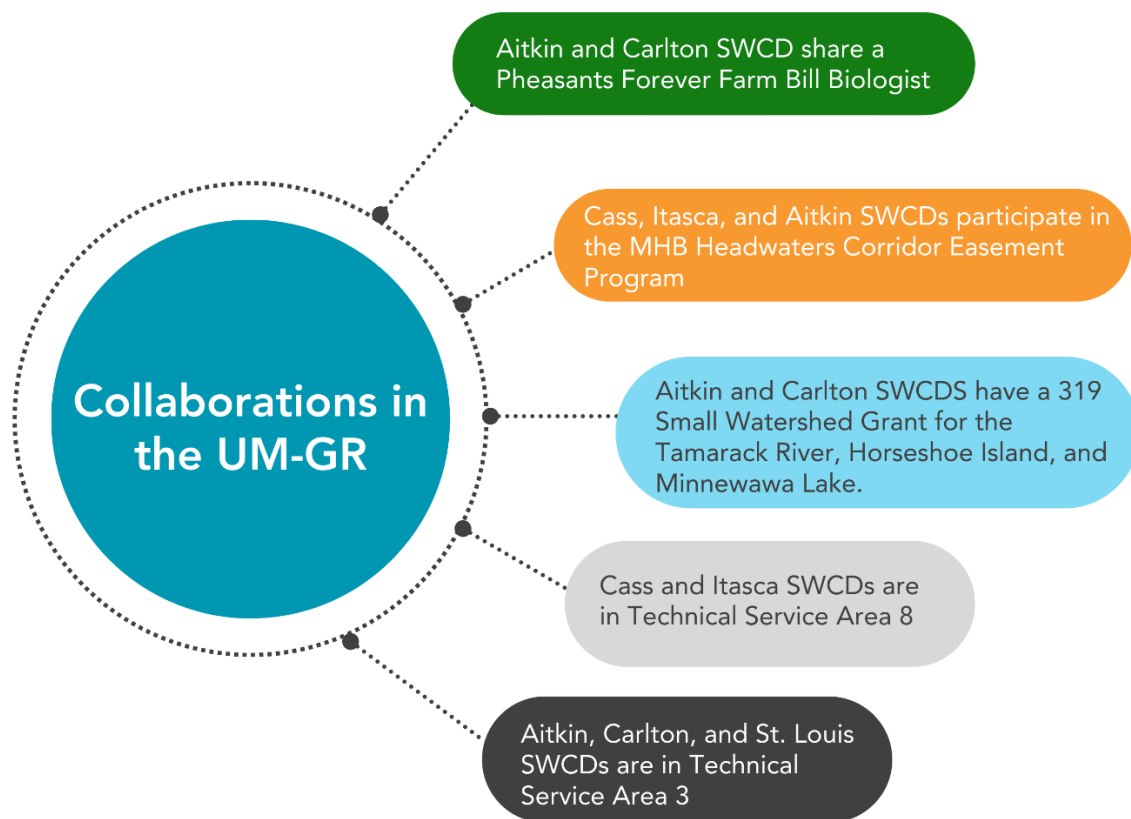 Aitkin and Carlton SWCD share a
Pheasants Forever Farm Bill Biologist
Cass, Itasca, and Aitkin SWCDs participate in
the MHB Headwaters Corridor Easement
Program
Collaborations in
the UM-GR
Aitkin and Carlton SWCDS have a 319
Small Watershed Grant for the
Tamarack River, Horseshoe Island, and
Minnewawa Lake.
Cass and Itasca SWCDs are
in Technical Service Area 8
Aitkin, Carlton, and St. Louis
SWCDs are in Technical
Service Area 3